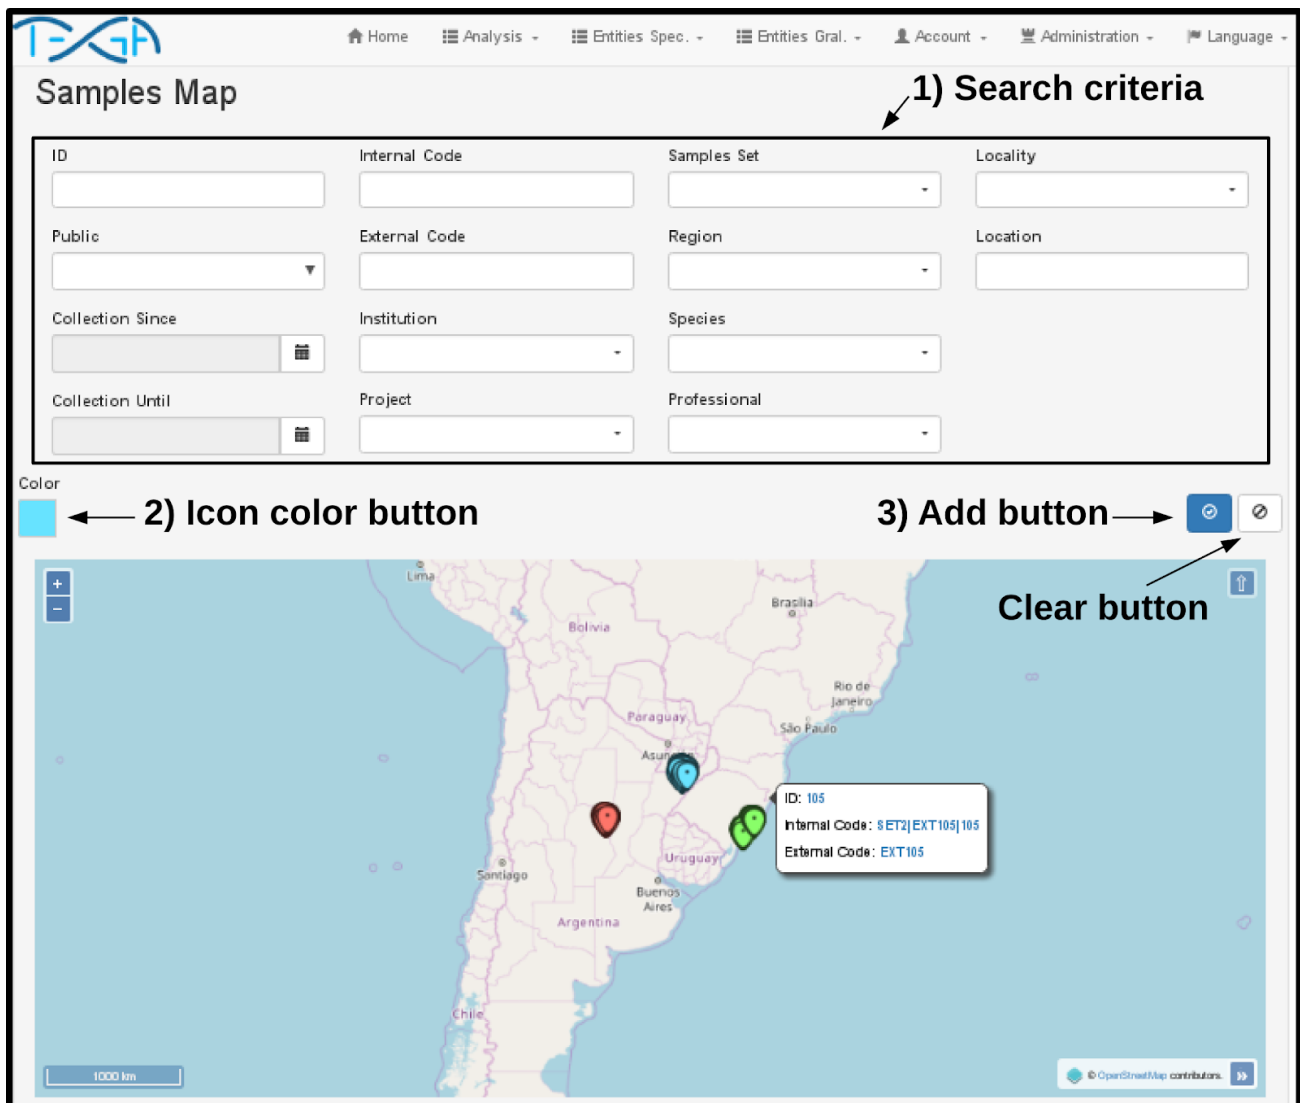 TEGA
Home Analysis Entities Spec. Entities Gral. Account Administration Language
Samples Map
1) Search criteria
ID Internal Code Samples Set Locality
Public External Code Region Location
Collection Since Institution Species
Collection Until Project Professional
Color
2) Icon color button
3) Add button
Clear button
+
−
Lima
Brasília
Bolivia
Rio de
Janeiro
Paraguay
São Paulo
ID: 105
Internal Code: SET2|EXT105|105
External Code: EXT105
Uruguay
Santiago
Buenos
Aires
Argentina
Chile
1000 km
© OpenStreetMap contributors.
»